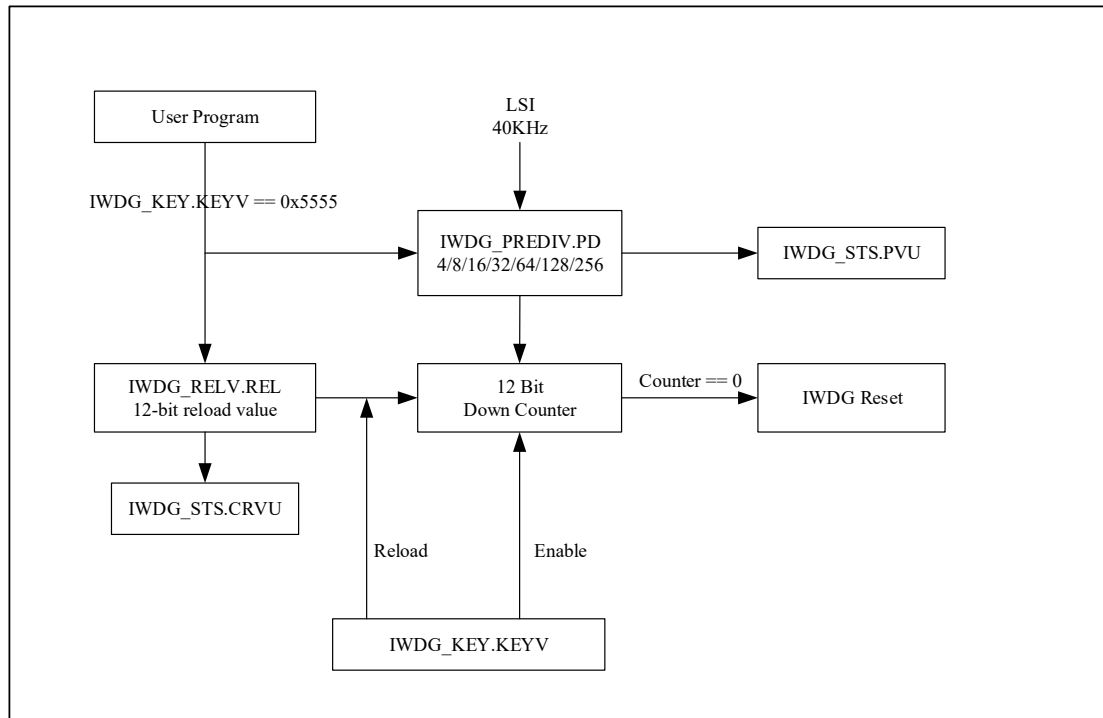 User Program
LSI
40KHz
IWDG_KEY.KEYV == 0x5555
IWDG_PREDIV.PD
4/8/16/32/64/128/256
IWDG_STS.PVU
IWDG_RELV.REL
12-bit reload value
12 Bit
Down Counter
Counter == 0
IWDG Reset
IWDG_STS.CRVU
Reload
Enable
IWDG_KEY.KEYV